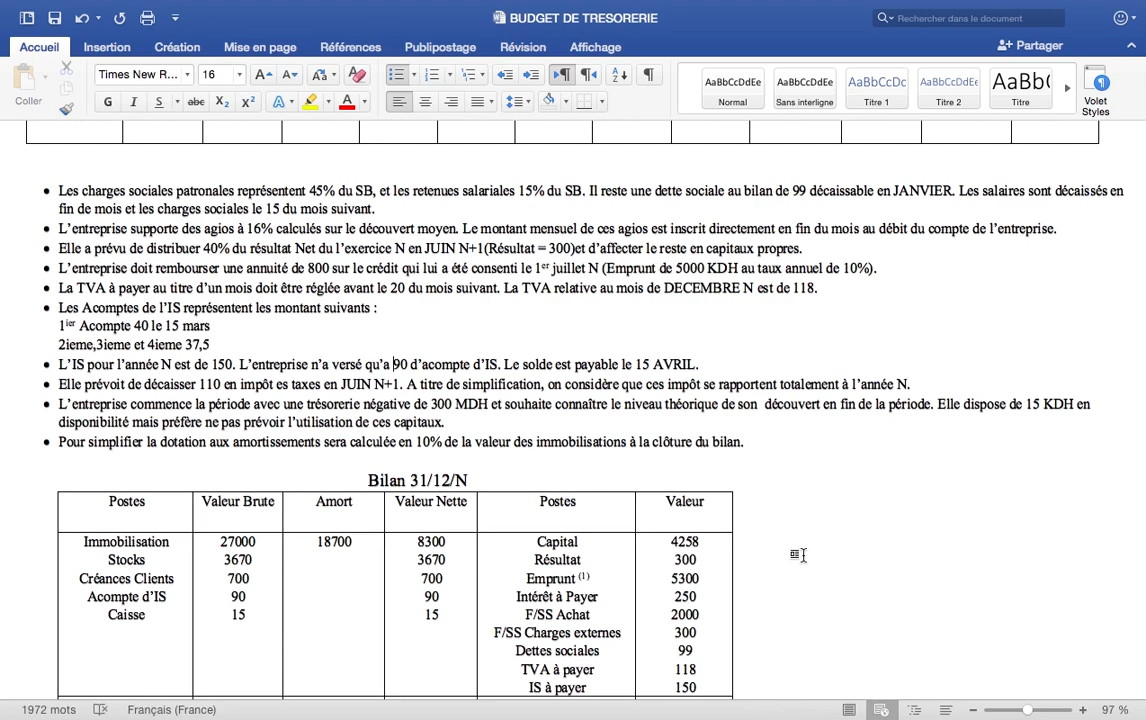 BUDGET DE TRESORERIE
Rechercher dans le document
Accueil Insertion Création Mise en page Références Publipostage Révision Affichage Partager
Coller
Times New R... 16
G I S abc X₂ X²
AaBbCcDdEe AaBbCcDdEe AaBbCcDc AaBbCcDdEe AaBb(
Normal Sans interligne Titre 1 Titre 2 Titre
Volet
Styles
• Les charges sociales patronales représentent 45% du SB, et les retenues salariales 15% du SB. Il reste une dette sociale au bilan de 99 décaissable en JANVIER. Les salaires sont décaissés en
fin de mois et les charges sociales le 15 du mois suivant.
• L'entreprise supporte des agios à 16% calculés sur le découvert moyen. Le montant mensuel de ces agios est inscrit directement en fin du mois au débit du compte de l'entreprise.
• Elle a prévu de distribuer 40% du résultat Net du l'exercice N en JUIN N+1(Résultat = 300)et d'affecter le reste en capitaux propres.
• L'entreprise doit rembourser une annuité de 800 sur le crédit qui lui a été consenti le 1er juillet N (Emprunt de 5000 KDH au taux annuel de 10%).
• La TVA à payer au titre d'un mois doit être réglée avant le 20 du mois suivant. La TVA relative au mois de DECEMBRE N est de 118.
• Les Acomptes de l'IS représentent les montant suivants :
1ier Acompte 40 le 15 mars
2ieme,3ieme et 4ieme 37,5
• L'IS pour l'année N est de 150. L'entreprise n'a versé qu'a 90 d'acompte d'IS. Le solde est payable le 15 AVRIL.
• Elle prévoit de décaisser 110 en impôt es taxes en JUIN N+1. A titre de simplification, on considère que ces impôt se rapportent totalement à l'année N.
• L'entreprise commence la période avec une trésorerie négative de 300 MDH et souhaite connaître le niveau théorique de son découvert en fin de la période. Elle dispose de 15 KDH en
disponibilité mais préfère ne pas prévoir l'utilisation de ces capitaux.
• Pour simplifier la dotation aux amortissements sera calculée en 10% de la valeur des immobilisations à la clôture du bilan.
Bilan 31/12/N
Postes Valeur Brute Amort Valeur Nette Postes Valeur
Immobilisation 27000 18700 8300 Capital 4258
Stocks 3670 3670 Résultat 300
Créances Clients 700 700 Emprunt (1) 5300
Acompte d'IS 90 90 Intérêt à Payer 250
Caisse 15 15 F/SS Achat 2000
F/SS Charges externes 300
Dettes sociales 99
TVA à payer 118
IS à payer 150
1972 mots Français (France) 97 %